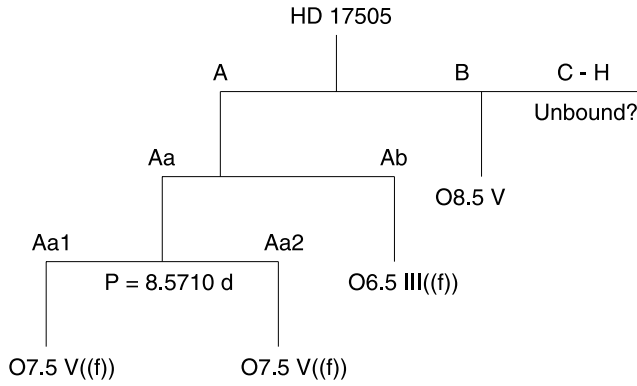 HD 17505
A B C - H
Unbound?
Aa Ab
O8.5 V
Aa1 Aa2
P = 8.5710 d O6.5 III((f))
O7.5 V((f)) O7.5 V((f))